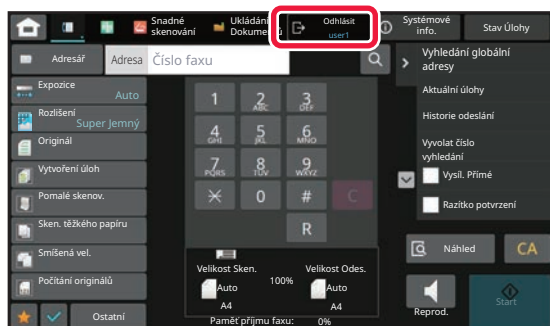 Snadné
skenování
Ukládání
Dokumentů
Odhlásit
user1
Systémové
info.
Stav Úlohy
Adresář
Adresa
Číslo faxu
Vyhledání globální
adresy
Expozice
Auto
Rozlišení
Super Jemný
Originál
Vytvoření úloh
Pomalé skenov.
Sken. těžkého papíru
Smíšená vel.
Počítání originálů
Ostatní
1
2
ABC
3
DEF
4
GHI
5
JKL
6
MNO
7
PQRS
8
TUV
9
WXYZ
0
#
C
R
Velikost Sken.
Velikost Odes.
Auto
100%
Auto
A4
A4
Paměť příjmu faxu: 0%
Aktuální úlohy
Historie odeslání
Vyvolat číslo
vyhledání
Vysíl. Přímé
Razítko potvrzení
Náhled
CA
Reprod.
Start